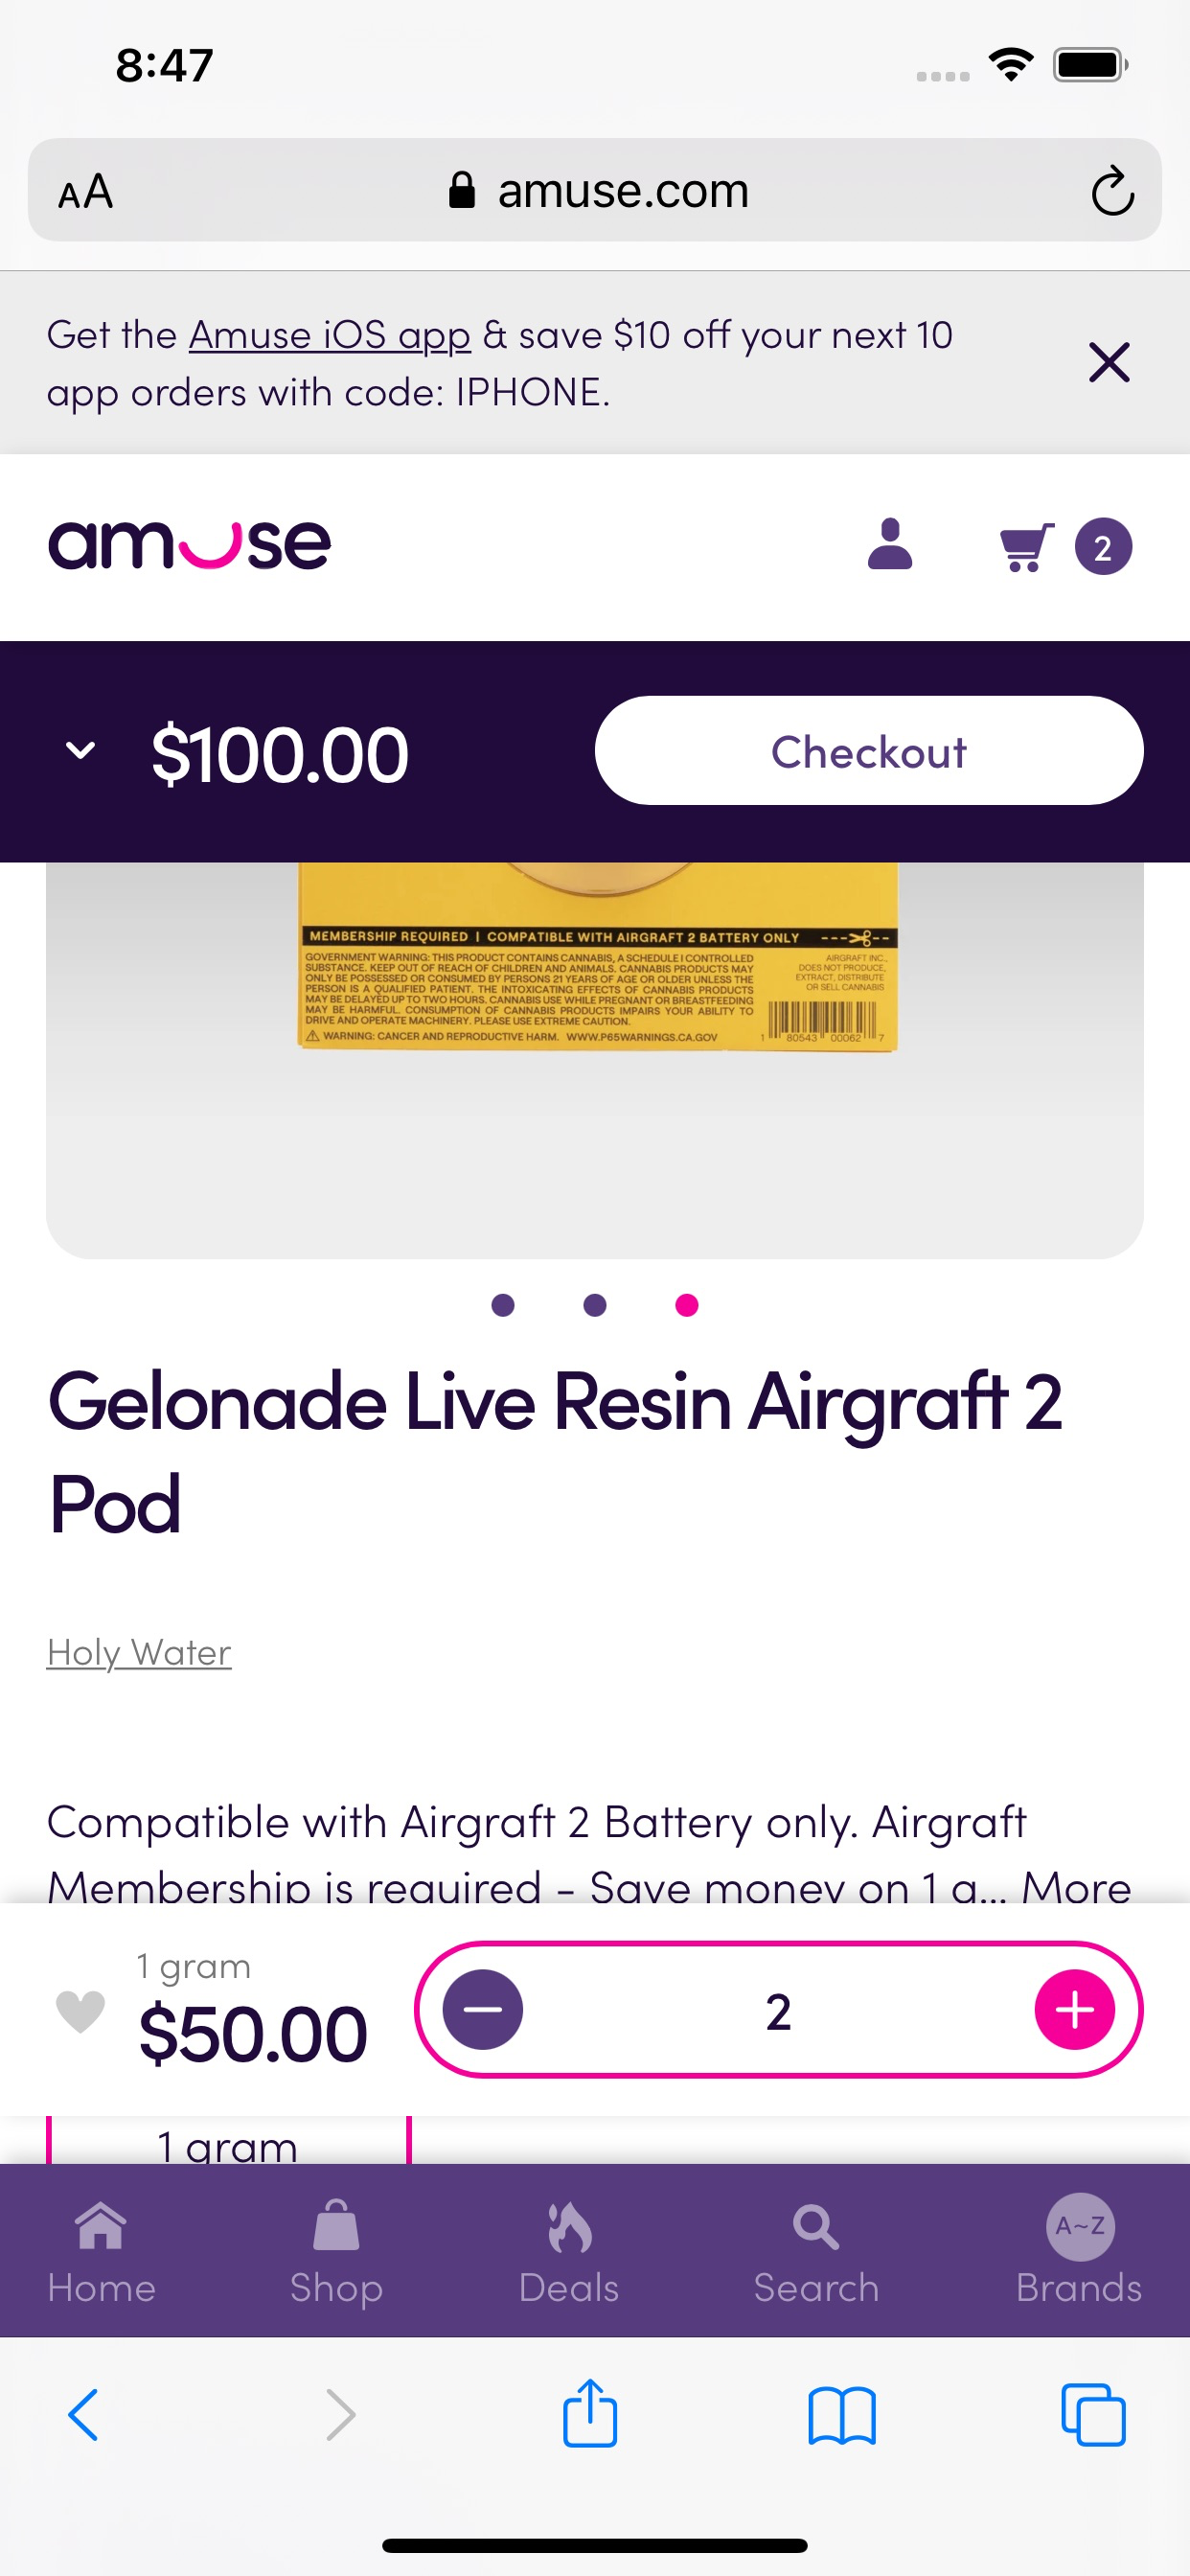 8:47
AA
amuse.com
Get the Amuse iOS app & save $10 off your next 10
app orders with code: IPHONE.
amuse
2
$100.00
Checkout
MEMBERSHIP REQUIRED | COMPATIBLE WITH AIRGRAFT 2 BATTERY ONLY
GOVERNMENT WARNING: THIS PRODUCT CONTAINS CANNABIS, A SCHEDULE I CONTROLLED
SUBSTANCE. KEEP OUT OF REACH OF CHILDREN AND ANIMALS. CANNABIS PRODUCTS MAY
ONLY BE POSSESSED OR CONSUMED BY PERSONS 21 YEARS OF AGE OR OLDER UNLESS THE
PERSON IS A QUALIFIED PATIENT. THE INTOXICATING EFFECTS OF CANNABIS PRODUCTS
MAY BE DELAYED UP TO TWO HOURS. CANNABIS USE WHILE PREGNANT OR BREASTFEEDING
MAY BE HARMFUL. CONSUMPTION OF CANNABIS PRODUCTS IMPAIRS YOUR ABILITY TO
DRIVE AND OPERATE MACHINERY. PLEASE USE EXTREME CAUTION.
WARNING: CANCER AND REPRODUCTIVE HARM. WWW.P65WARNINGS.CA.GOV
AIRGRAFT INC.,
DOES NOT PRODUCE,
EXTRACT, DISTRIBUTE
OR SELL CANNABIS
1 80543 00062 7
Gelonade Live Resin Airgraft 2
Pod
Holy Water
Compatible with Airgraft 2 Battery only. Airgraft
Membership is required - Save money on 1 g... More
1 gram
$50.00
2
1 gram
Home
Shop
Deals
Search
A~Z
Brands